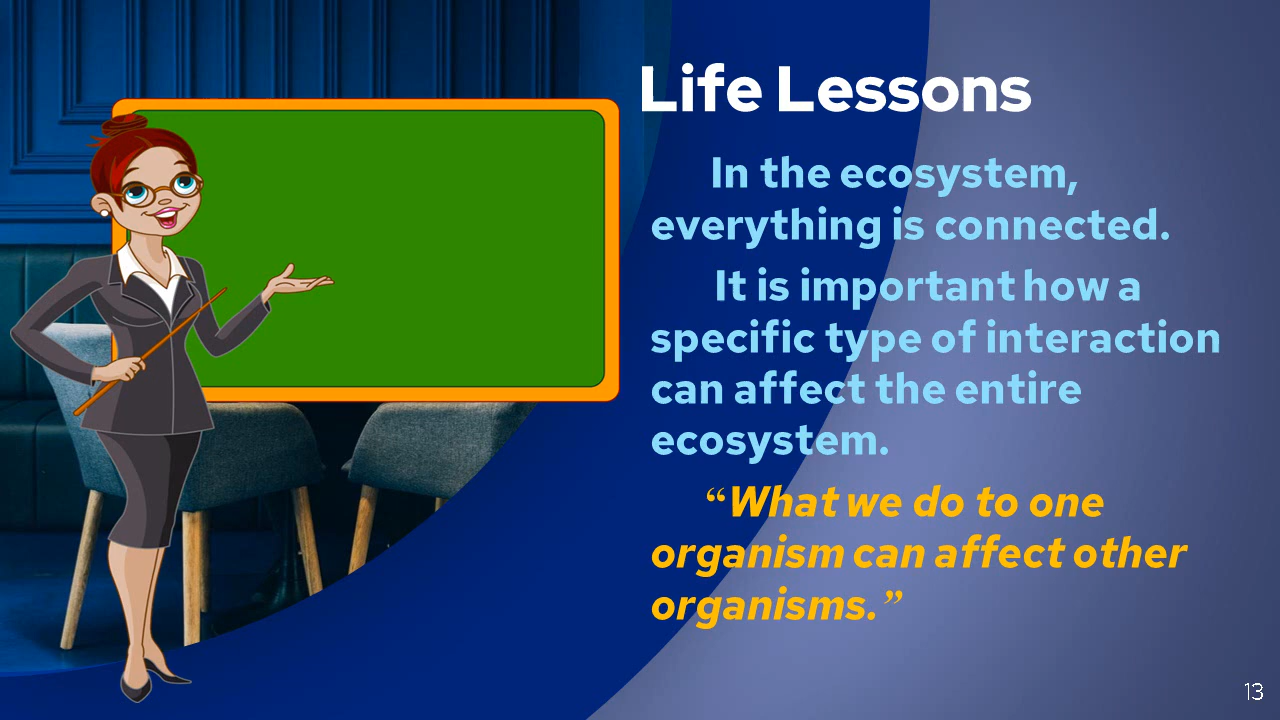 Life Lessons
In the ecosystem,
everything is connected.
It is important how a
specific type of interaction
can affect the entire
ecosystem.
“What we do to one
organism can affect other
organisms.”
13